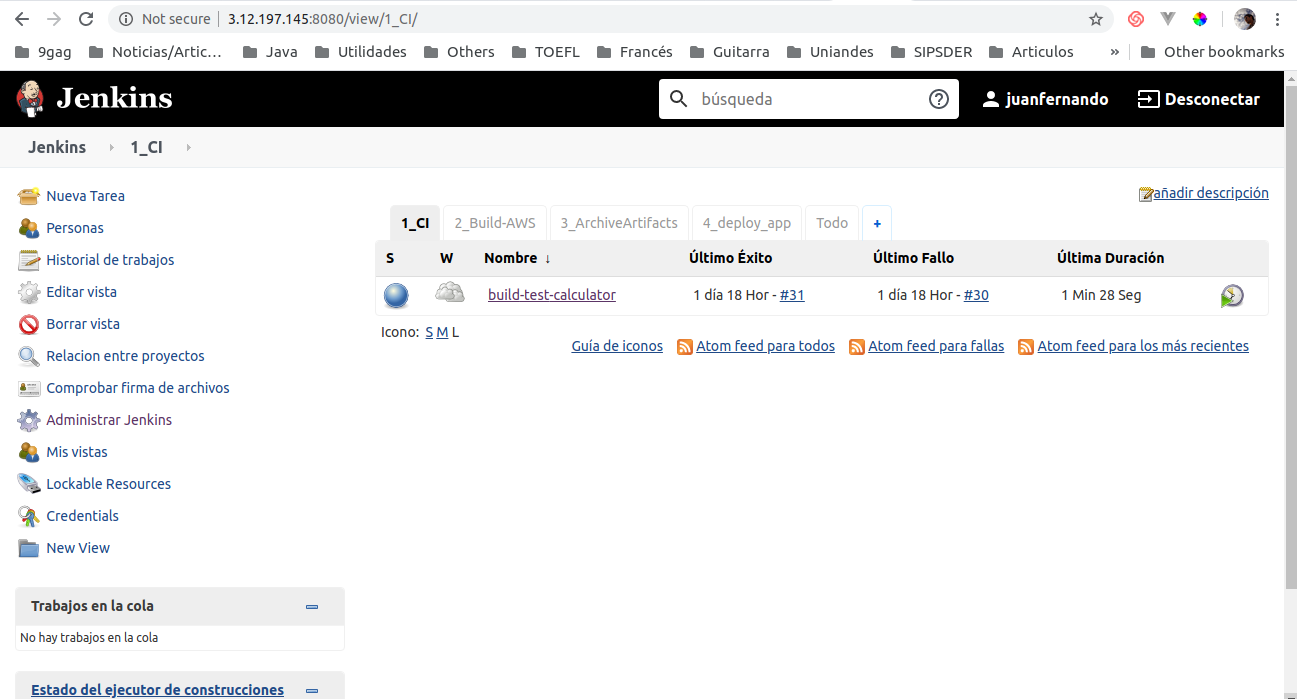 Not secure | 3.12.197.145:8080/view/1_CI/
9gag Noticias/Artic… Java Utilidades Others TOEFL Francés Guitarra Uniandes SIPSDER Articulos » Other bookmarks
Jenkins búsqueda juanfernando Desconectar
Jenkins 1_CI
añadir descripción
Nueva Tarea
Personas
Historial de trabajos
Editar vista
Borrar vista
Relacion entre proyectos
Comprobar firma de archivos
Administrar Jenkins
Mis vistas
Lockable Resources
Credentials
New View
Trabajos en la cola
No hay trabajos en la cola
Estado del ejecutor de construcciones
1_CI 2_Build-AWS 3_ArchiveArtifacts 4_deploy_app Todo +
S W Nombre ↓ Último Éxito Último Fallo Última Duración
build-test-calculator 1 día 18 Hor - #31 1 día 18 Hor - #30 1 Min 28 Seg
Icono: S M L
Guía de iconos Atom feed para todos Atom feed para fallas Atom feed para los más recientes